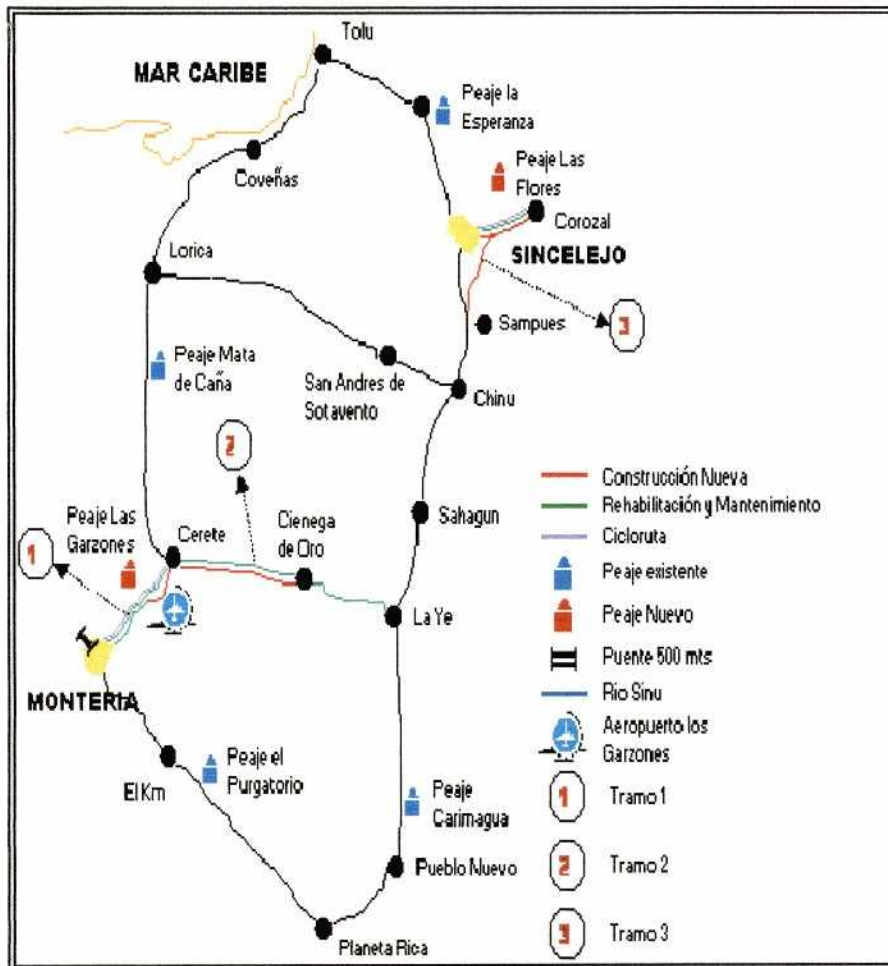 Tolu
MAR CARIBE
Peaje la
Esperanza
Coveñas
Peaje Las
Flores
Corozal
SINCELEJO
Lorica
Sampues
3
Peaje Mata
de Caña
San Andres de
Sotavento
Chinu
2
Peaje Las
Garzones
Cerete
Cienega
de Oro
Sahagun
1
La Ye
MONTERIA
El Km
Peaje el
Purgatorio
Peaje
Carimagua
Pueblo Nuevo
Planeta Rica
Construcción Nueva
Rehabilitación y Mantenimiento
Cicloruta
Peaje existente
Peaje Nuevo
Puente 500 mts
Rio Sinu
Aeropuerto los
Garzones
1 Tramo 1
2 Tramo 2
3 Tramo 3